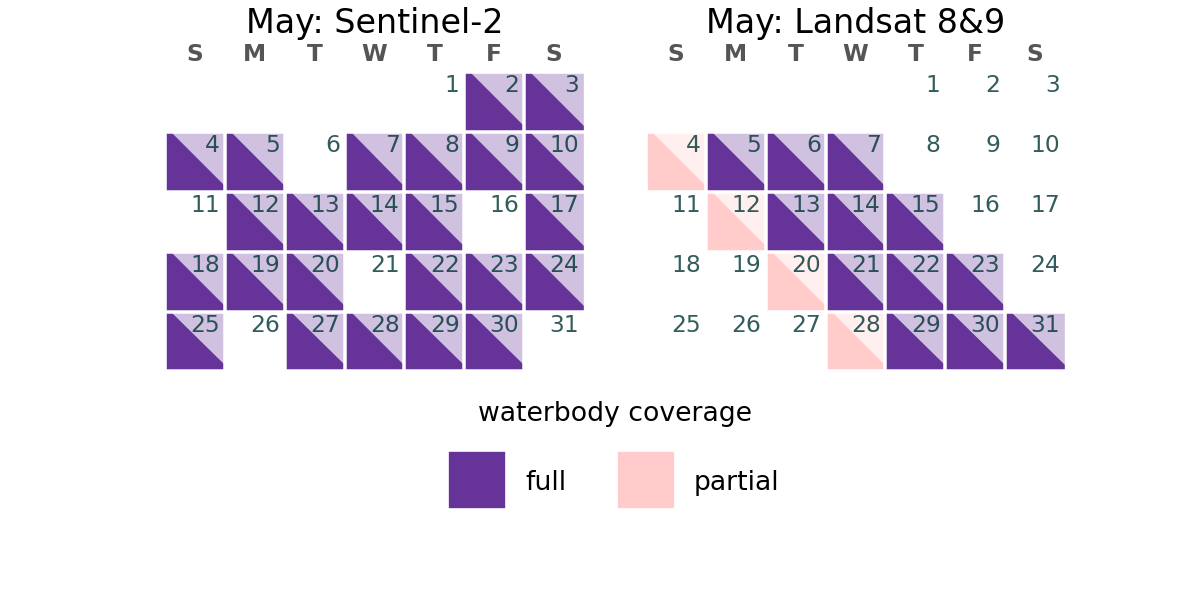 May: Sentinel-2
S M T W T F S
1 2 3
4 5 6 7 8 9 10
11 12 13 14 15 16 17
18 19 20 21 22 23 24
25 26 27 28 29 30 31
May: Landsat 8&9
S M T W T F S
1 2 3
4 5 6 7 8 9 10
11 12 13 14 15 16 17
18 19 20 21 22 23 24
25 26 27 28 29 30 31
waterbody coverage
full
partial